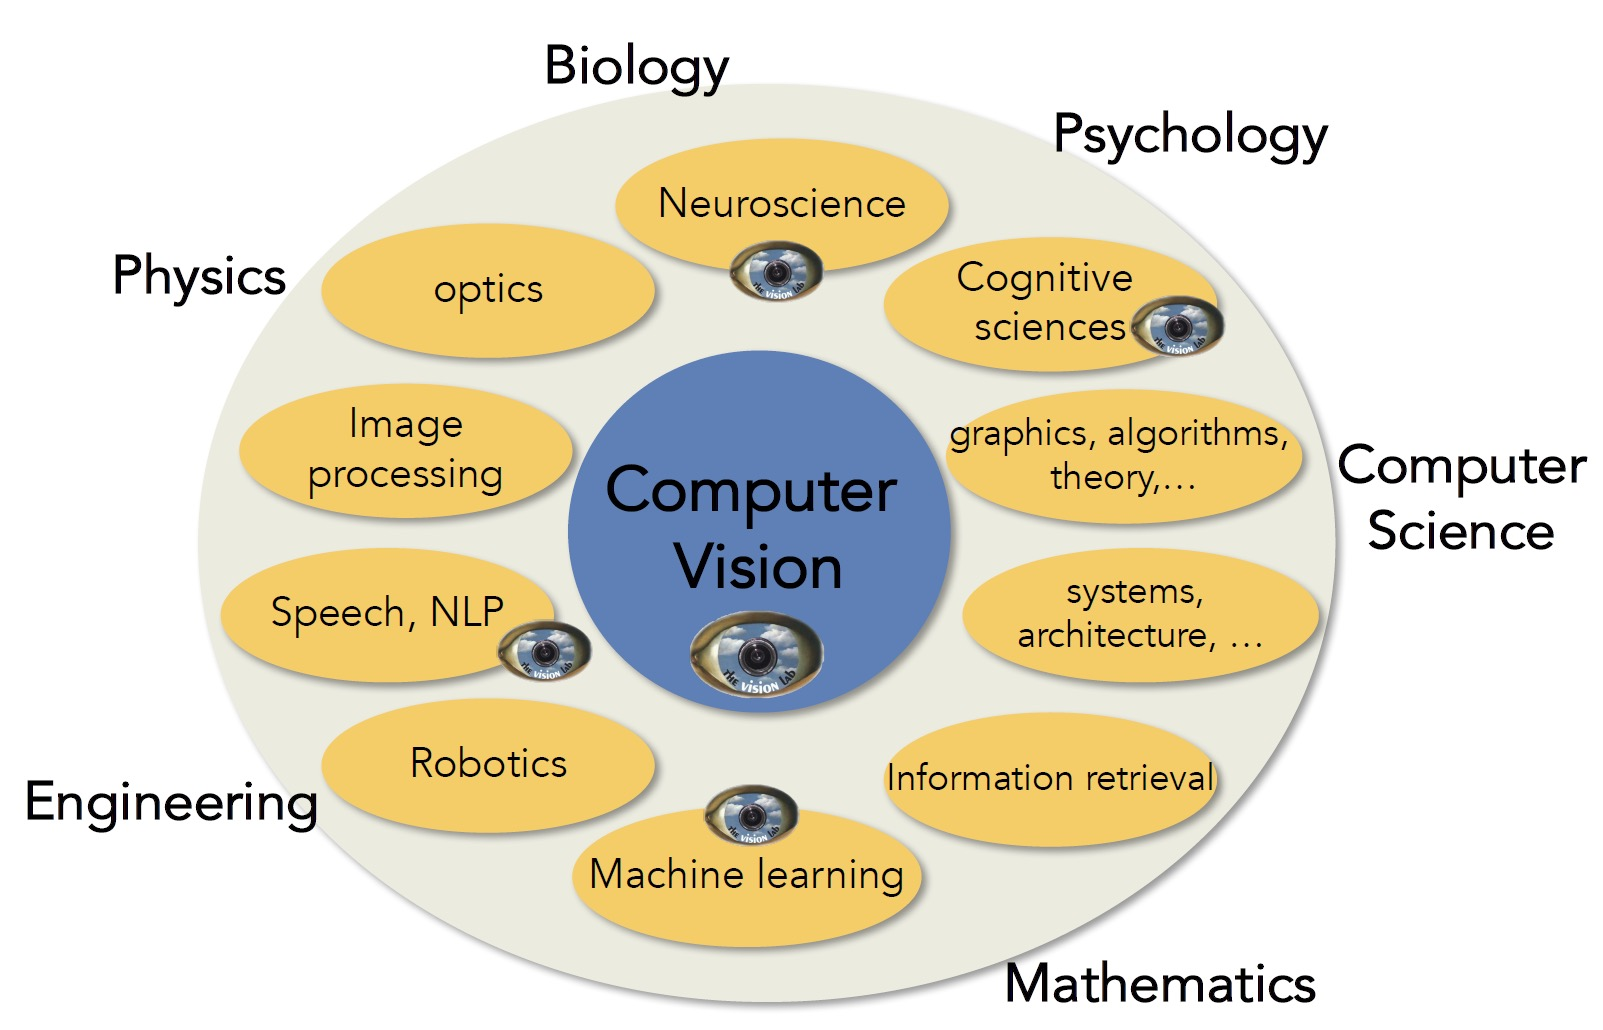 Biology
Psychology
Neuroscience
THE VISION LAB
Physics
optics
Cognitive
sciences
THE VISION LAB
Image
processing
graphics, algorithms,
theory,...
Computer
Science
Computer
Vision
THE VISION LAB
Speech, NLP
THE VISION LAB
systems,
architecture, ...
Robotics
Information retrieval
Engineering
THE VISION LAB
Machine learning
Mathematics